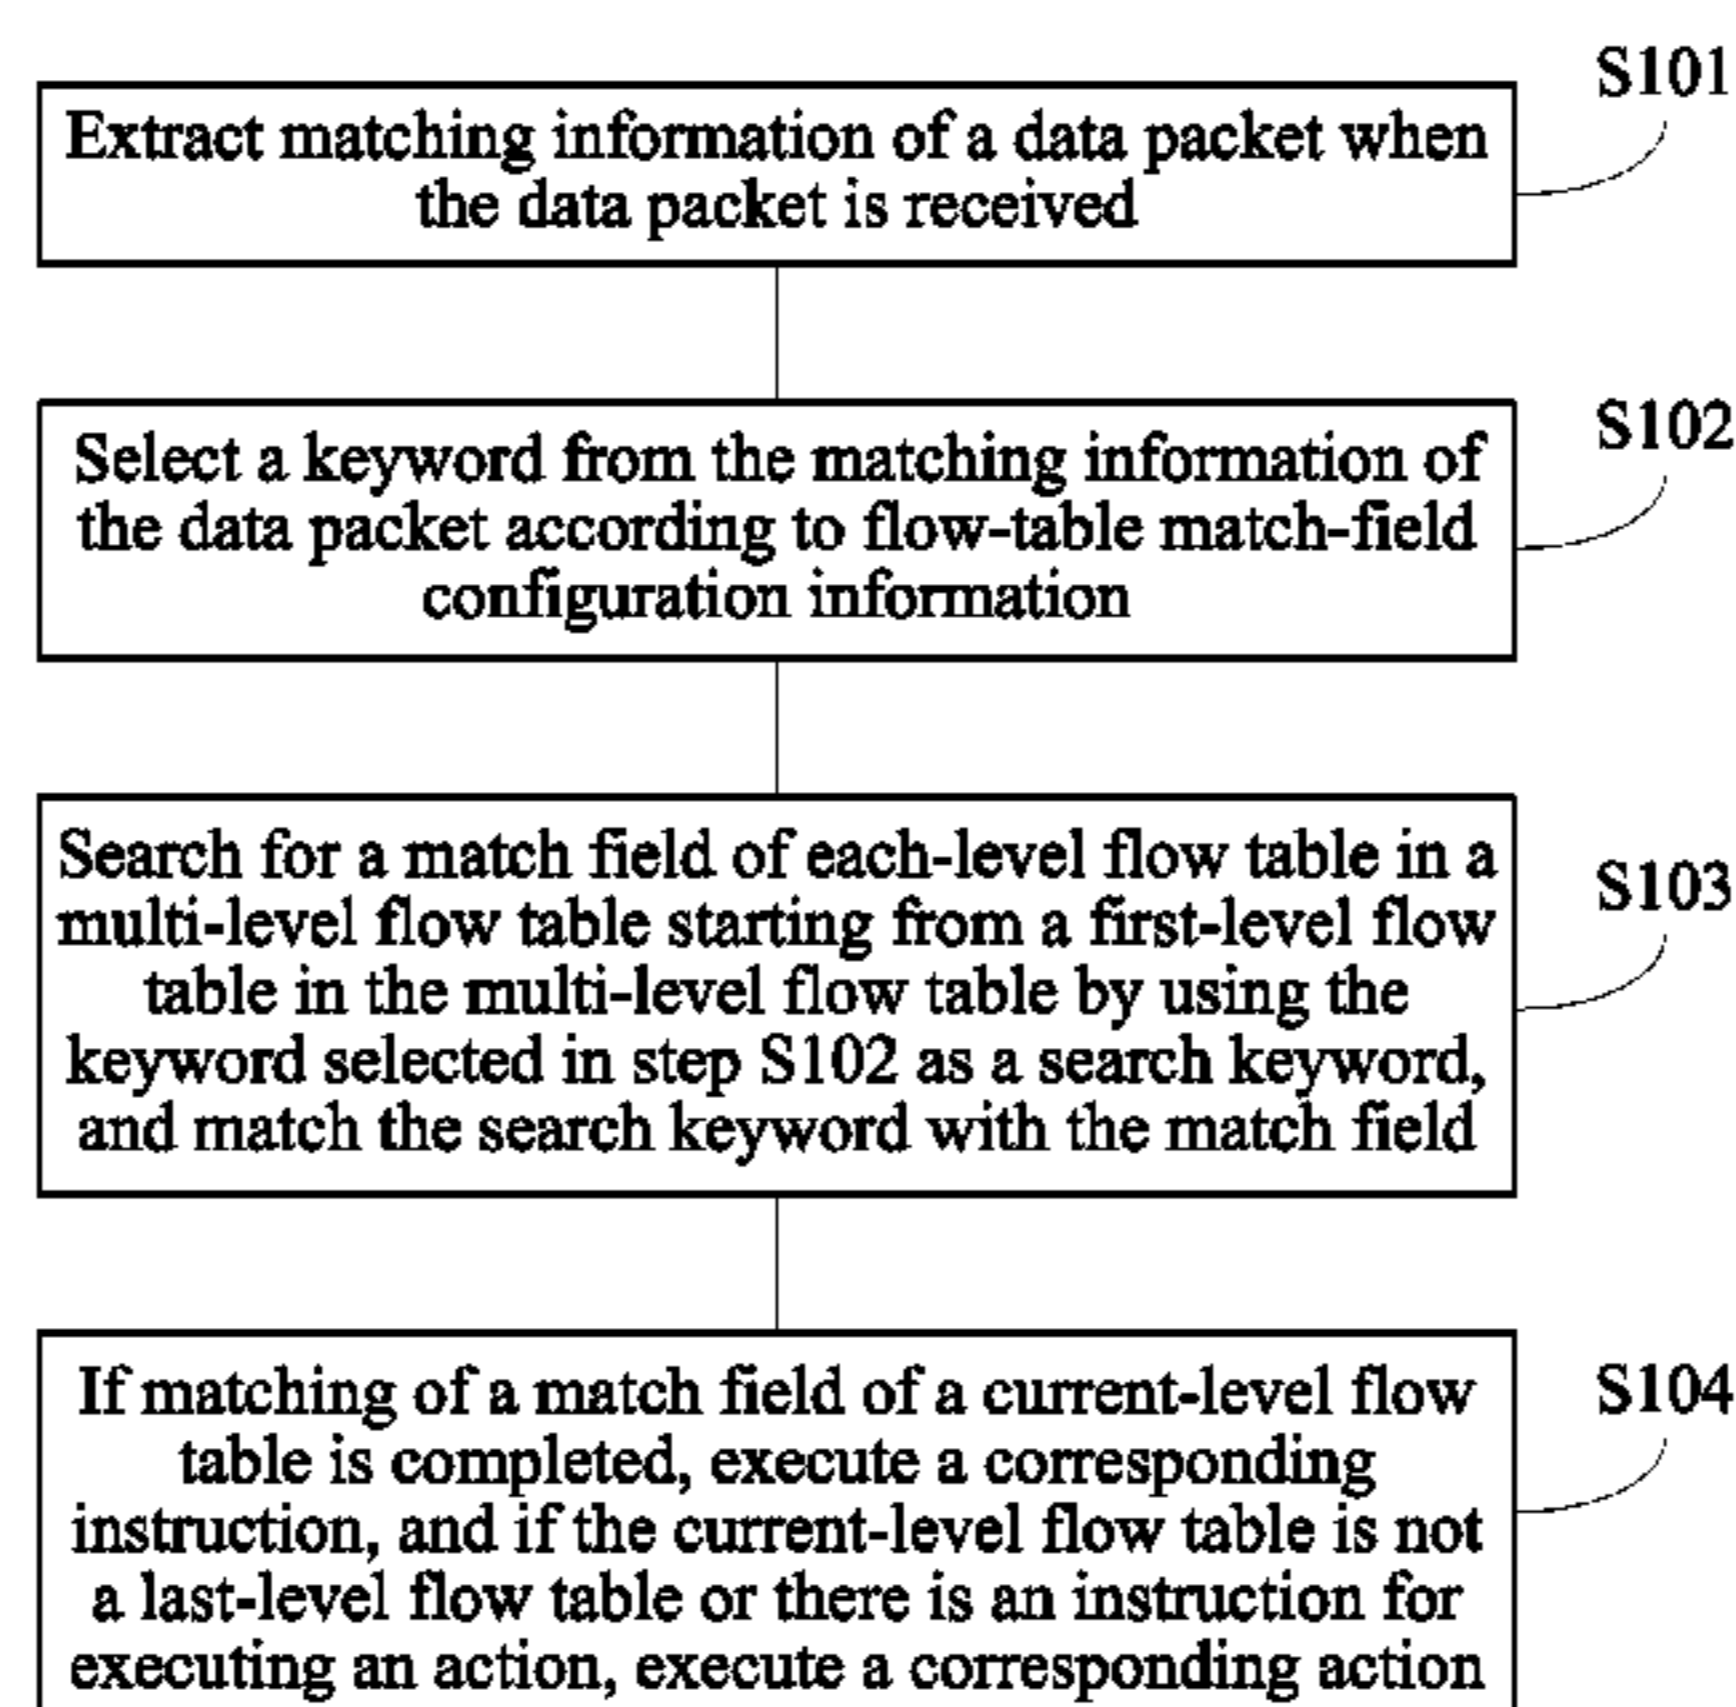 S101
Extract matching information of a data packet when
the data packet is received
S102
Select a keyword from the matching information of
the data packet according to flow-table match-field
configuration information
Search for a match field of each-level flow table in a
multi-level flow table starting from a first-level flow
S103
table in the multi-level flow table by using the
keyword selected in step S102 as a search keyword,
and match the search keyword with the match field
If matching of a match field of a current-level flow
S104
table is completed, execute a corresponding
instruction, and if the current-level flow table is not
a last-level flow table or there is an instruction for
executing an action, execute a corresponding action